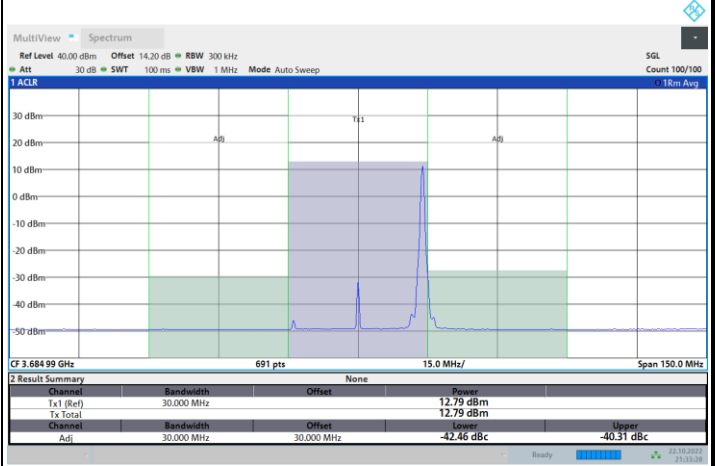 MultiView Spectrum
Ref Level 40.00 dBm Offset 14.20 dB RBW 300 kHz SGL
Att 30 dB SWT 100 ms VBW 1 MHz Mode Auto Sweep Count 100/100
1 ACLR 1Rm Avg
30 dBm
Tx1
20 dBm
Adj Adj
10 dBm
0 dBm
-10 dBm
-20 dBm
-30 dBm
-40 dBm
-50 dBm
CF 3.684 99 GHz 691 pts 15.0 MHz/ Span 150.0 MHz
2 Result Summary None
Channel Bandwidth Offset Power
Tx1 (Ref) 30.000 MHz 12.79 dBm
Tx Total 12.79 dBm
Channel Bandwidth Offset Lower Upper
Adj 30.000 MHz 30.000 MHz -42.46 dBc -40.31 dBc
Ready 22.10.2023
21:33:28